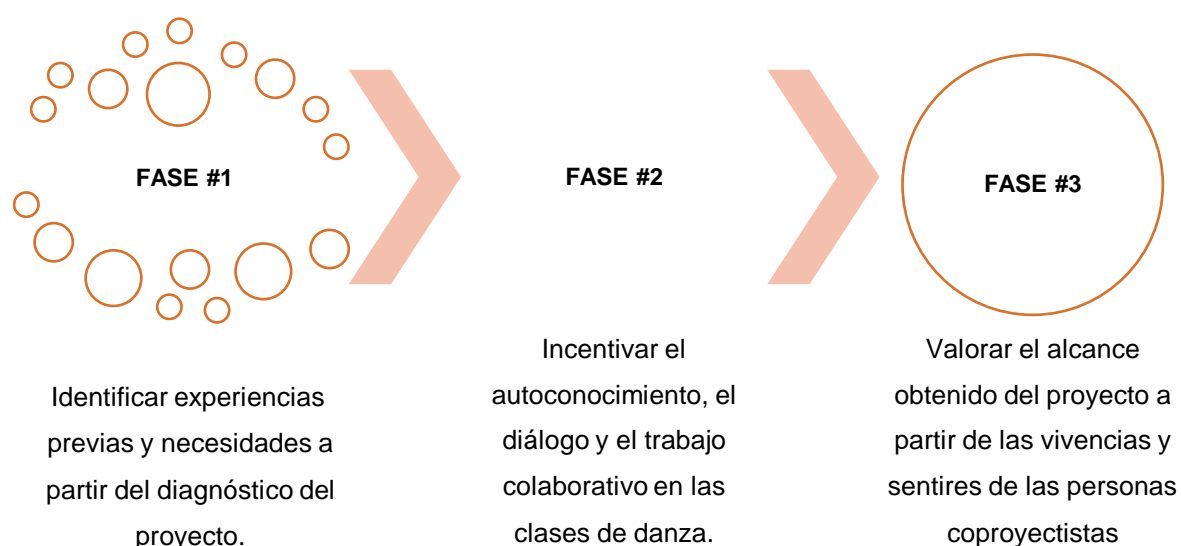 FASE #1
Identificar experiencias
previas y necesidades a
partir del diagnóstico del
proyecto.
FASE #2
Incentivar el
autoconocimiento, el
diálogo y el trabajo
colaborativo en las
clases de danza.
FASE #3
Valorar el alcance
obtenido del proyecto a
partir de las vivencias y
sentires de las personas
coproyectistas